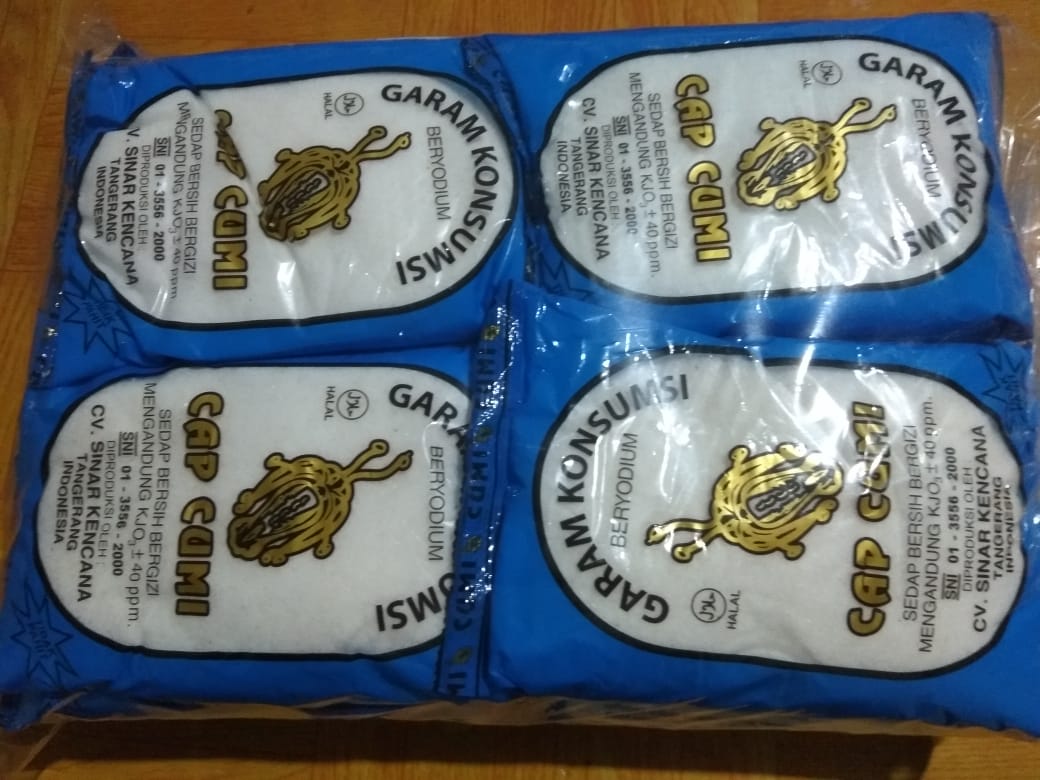 GARAM KONSUMSI
BERYODIUM
HALAL
CAP CUMI
SEDAP BERSIH BERGIZI
MENGANDUNG KJO₃ ± 40 ppm.
SNI 01 - 3556 - 2000
DIPRODUKSI OLEH
CV. SINAR KENCANA
TANGERANG
INDONESIA
GARAM KONSUMSI
BERYODIUM
HALAL
CAP CUMI
SEDAP BERSIH BERGIZI
MENGANDUNG KJO₃ ± 40 ppm.
SNI 01 - 3556 - 2000
DIPRODUKSI OLEH
CV. SINAR KENCANA
TANGERANG
INDONESIA
GARA
UMSI
BERYODIUM
HALAL
CAP CUMI
SEDAP BERSIH BERGIZI
MENGANDUNG KJO₃ ± 40 ppm.
SNI 01 - 3556 - 2000
DIPRODUKSI OLEH :
CV. SINAR KENCANA
TANGERANG
INDONESIA
GARAM KONSUMSI
BERYODIUM
HALAL
CAP CUMI
SEDAP BERSIH BERGIZI
MENGANDUNG KJO₃ ± 40 ppm.
SNI 01 - 3556 - 2000
DIPRODUKSI OLEH
CV. SINAR KENCANA
TANGERANG
INDONESIA